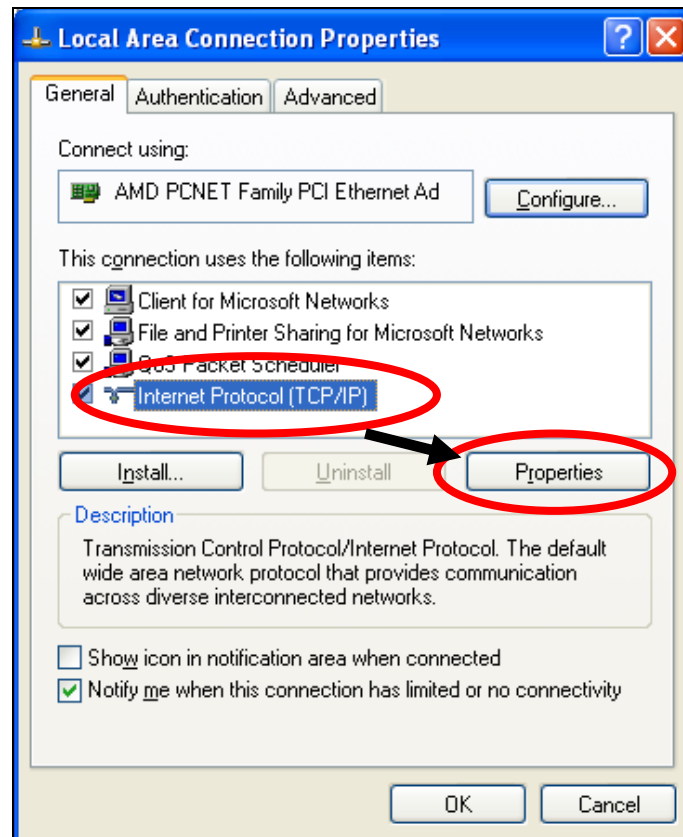 Local Area Connection Properties
General Authentication Advanced
Connect using:
AMD PCNET Family PCI Ethernet Ad Configure...
This connection uses the following items:
Client for Microsoft Networks
File and Printer Sharing for Microsoft Networks
QoS Packet Scheduler
Internet Protocol (TCP/IP)
Install... Uninstall Properties
Description
Transmission Control Protocol/Internet Protocol. The default
wide area network protocol that provides communication
across diverse interconnected networks.
Show icon in notification area when connected
Notify me when this connection has limited or no connectivity
OK Cancel